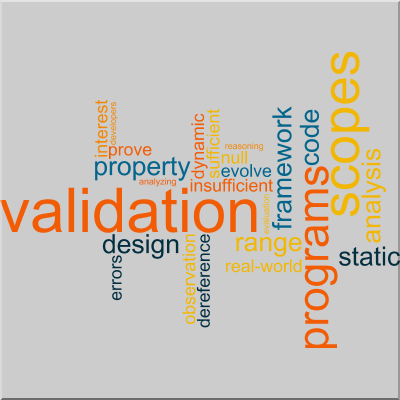 scopes
interest
developers
prove
dynamic
sufficient
reasoning
framework
code
null
property
evolve
analyzing
insufficient
analysis
programs
validation
evaluation
design
range
static
errors
observation
dereference
real-world